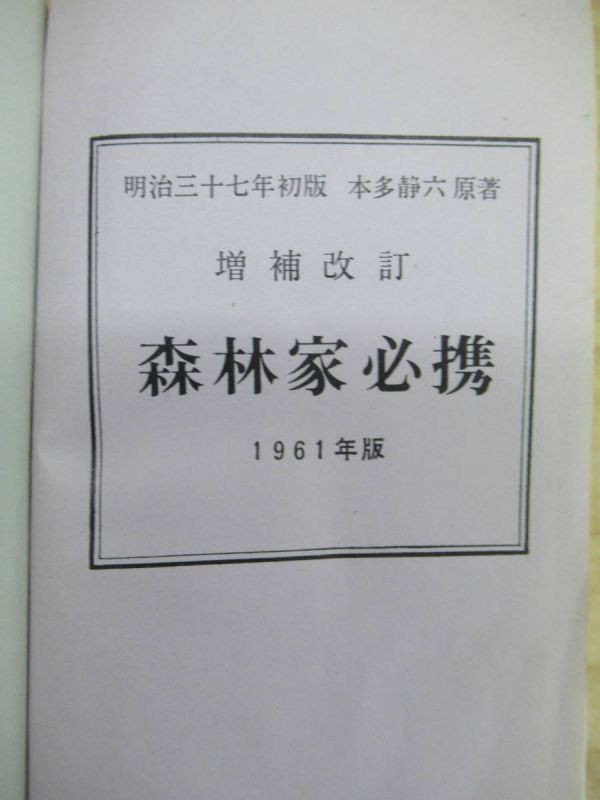 明治三十七年初版 本多静六原著
増補改訂
森林家必携
1961年版